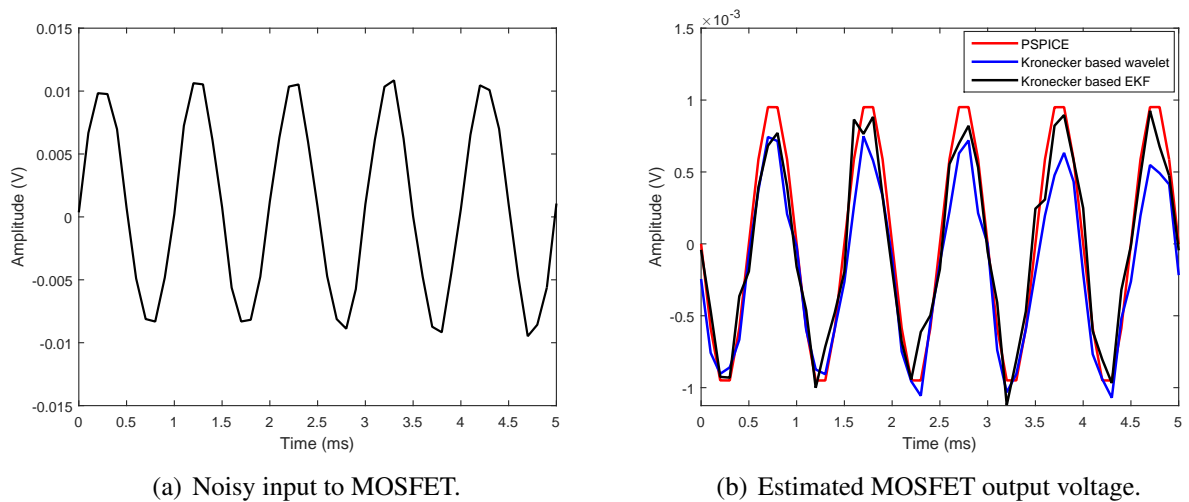 0.015
0.01
0.005
0
-0.005
-0.01
-0.015
Amplitude (V)
0 0.5 1 1.5 2 2.5 3 3.5 4 4.5 5
Time (ms)
(a) Noisy input to MOSFET.
×10⁻³
1.5
1
0.5
0
-0.5
-1
Amplitude (V)
PSPICE
Kronecker based wavelet
Kronecker based EKF
0 0.5 1 1.5 2 2.5 3 3.5 4 4.5 5
Time (ms)
(b) Estimated MOSFET output voltage.